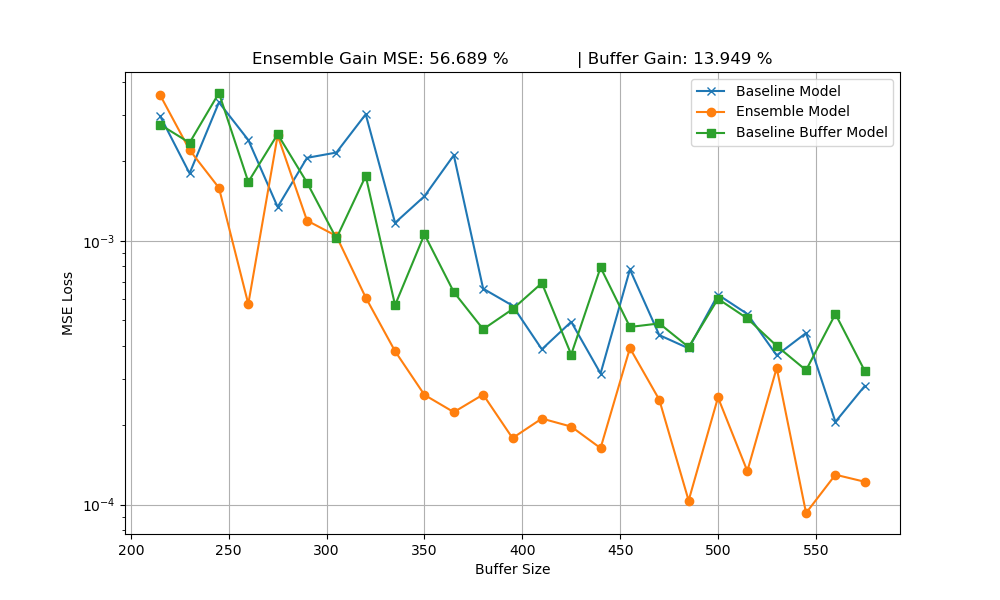 Ensemble Gain MSE: 56.689 % | Buffer Gain: 13.949 %
Baseline Model
Ensemble Model
Baseline Buffer Model
MSE Loss
10⁻³
10⁻⁴
200 250 300 350 400 450 500 550
Buffer Size